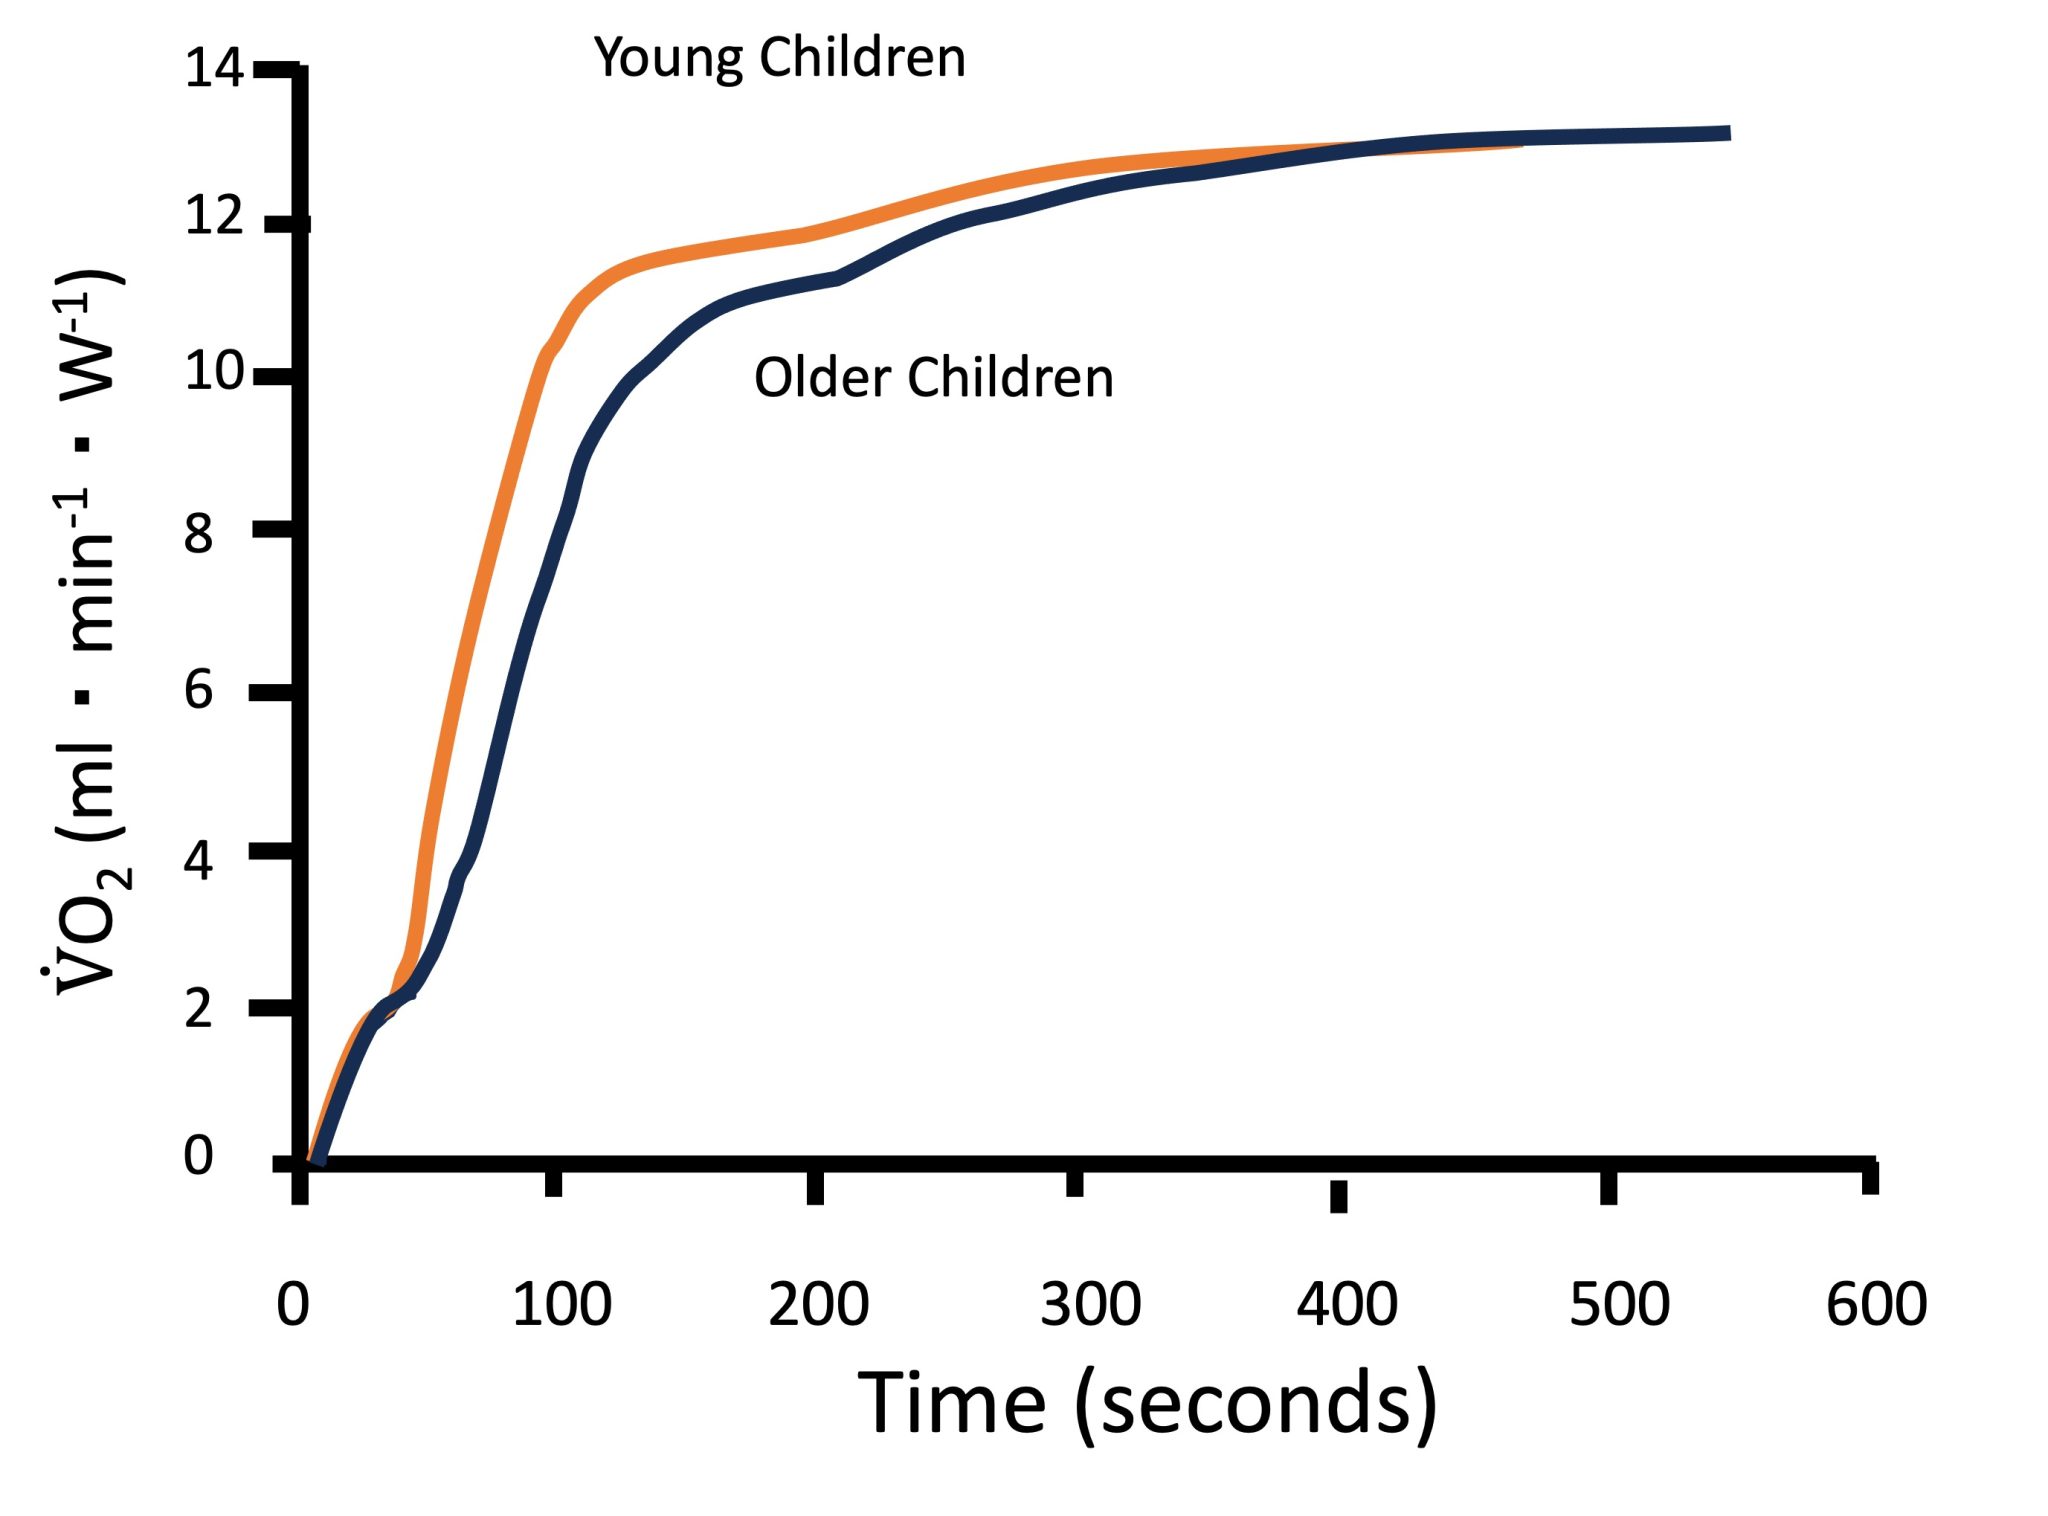 Young Children
Older Children
V̇O₂ (ml ▪ min⁻¹ ▪ W⁻¹)
14
12
10
8
6
4
2
0
0 100 200 300 400 500 600
Time (seconds)